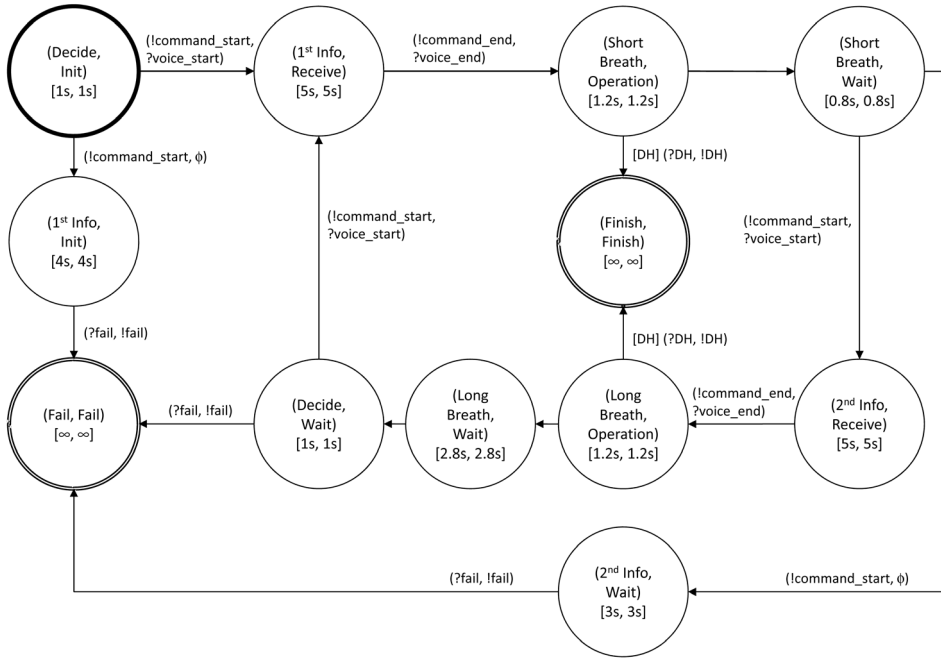 (Decide,
Init)
[1s, 1s]
(!command_start,
?voice_start)
(1st Info,
Receive)
[5s, 5s]
(!command_end,
?voice_end)
(Short
Breath,
Operation)
[1.2s, 1.2s]
(Short
Breath,
Wait)
[0.8s, 0.8s]
(!command_start, ϕ)
[DH] (?DH, !DH)
(1st Info,
Init)
[4s, 4s]
(!command_start,
?voice_start)
(Finish,
Finish)
[∞, ∞]
(!command_start,
?voice_start)
(?fail, !fail)
[DH] (?DH, !DH)
(Fail, Fail)
[∞, ∞]
(?fail, !fail)
(Decide,
Wait)
[1s, 1s]
(Long
Breath,
Wait)
[2.8s, 2.8s]
(Long
Breath,
Operation)
[1.2s, 1.2s]
(!command_end,
?voice_end)
(2nd Info,
Receive)
[5s, 5s]
(?fail, !fail)
(2nd Info,
Wait)
[3s, 3s]
(!command_start, ϕ)